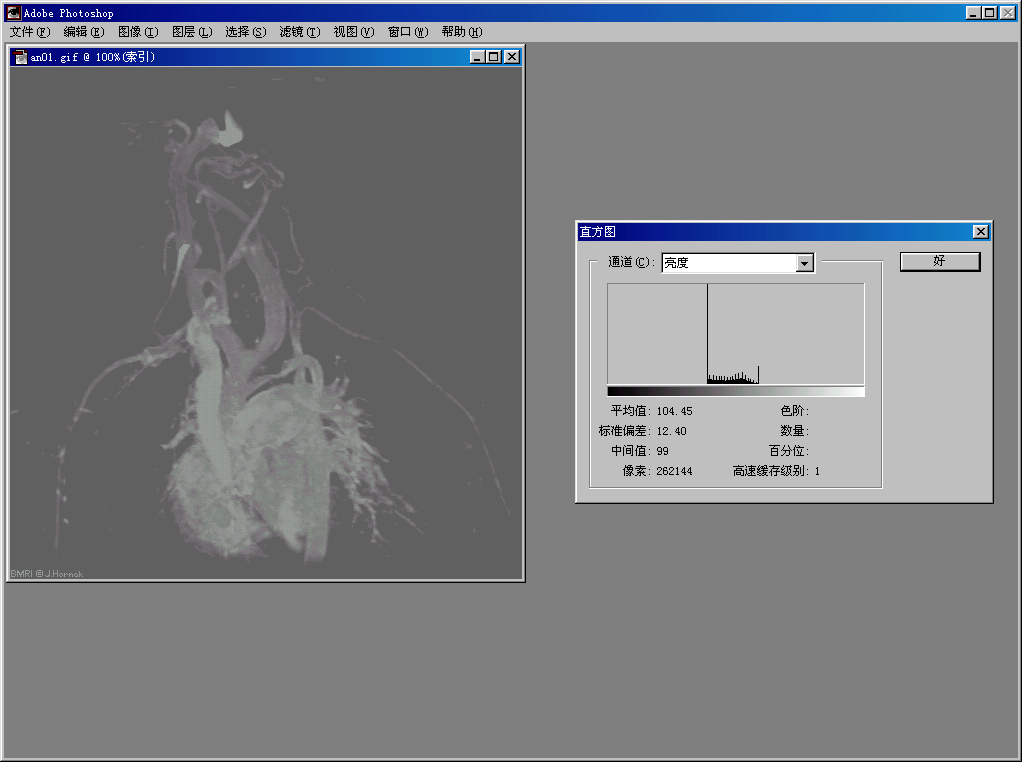 Adobe Photoshop
文件(F) 编辑(E) 图像(I) 图层(L) 选择(S) 滤镜(T) 视图(V) 窗口(W) 帮助(H)
an01.gif @ 100%(索引)
BMRI © J.Hornak
直方图
通道(C): 亮度
好
平均值: 104.45 色阶:
标准偏差: 12.40 数量:
中间值: 99 百分位:
像素: 262144 高速缓存级别: 1